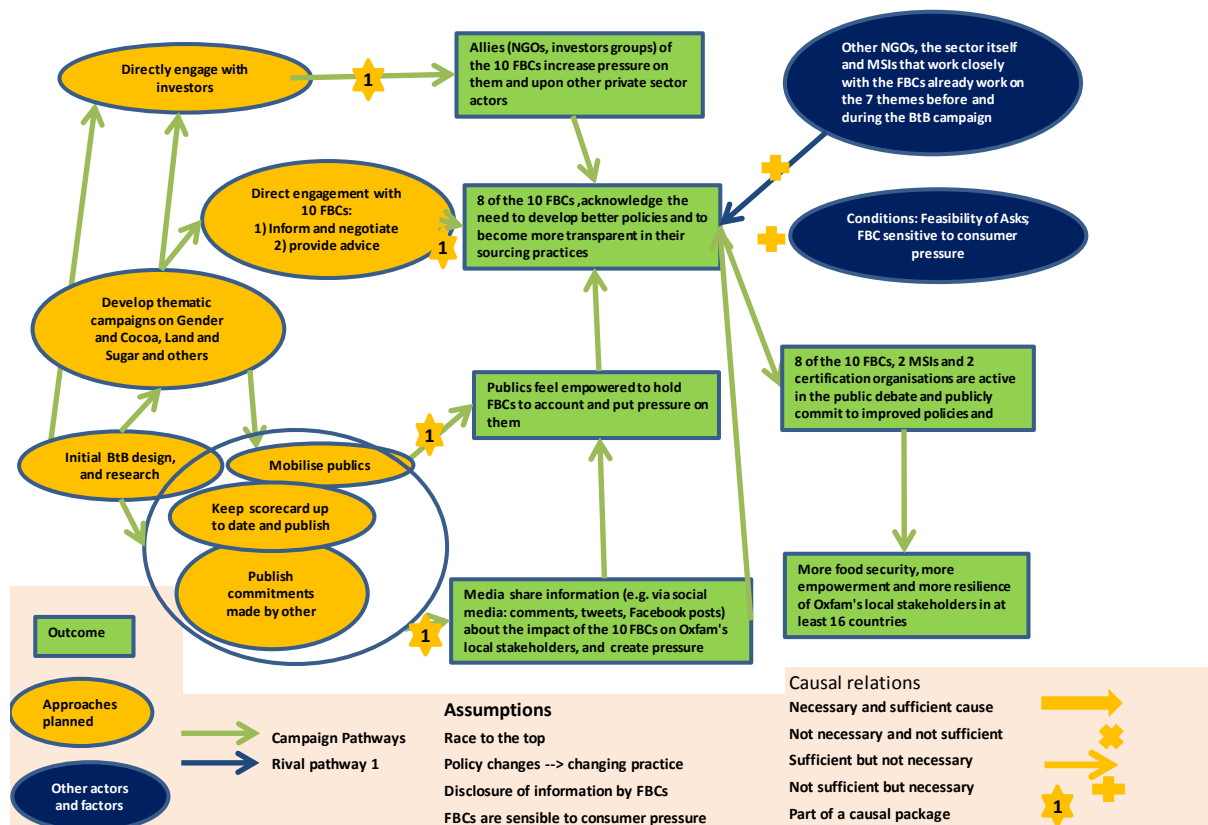 Directly engage with
investors
1
Allies (NGOs, investors groups) of
the 10 FBCs increase pressure on
them and upon other private sector
actors
Other NGOs, the sector itself
and MSIs that work closely
with the FBCs already work on
the 7 themes before and
during the BtB campaign
Direct engagement with
10 FBCs:
1) Inform and negotiate
2) provide advice
1
8 of the 10 FBCs ,acknowledge the
need to develop better policies and to
become more transparent in their
sourcing practices
Conditions: Feasibility of Asks;
FBC sensitive to consumer
pressure
Develop thematic
campaigns on Gender
and Cocoa, Land and
Sugar and others
8 of the 10 FBCs, 2 MSIs and 2
certification organisations are active
in the public debate and publicly
commit to improved policies and
Publics feel empowered to hold
FBCs to account and put pressure on
them
1
Initial BtB design,
and research
Mobilise publics
Keep scorecard up
to date and publish
Publish
commitments
made by other
1
Media share information (e.g. via social
media: comments, tweets, Facebook posts)
about the impact of the 10 FBCs on Oxfam's
local stakeholders, and create pressure
More food security, more
empowerment and more resilience
of Oxfam's local stakeholders in at
least 16 countries
Outcome
Approaches
planned
Other actors
and factors
Campaign Pathways
Rival pathway 1
Assumptions
Race to the top
Policy changes --> changing practice
Disclosure of information by FBCs
FBCs are sensible to consumer pressure
Causal relations
Necessary and sufficient cause
Not necessary and not sufficient
Sufficient but not necessary
Not sufficient but necessary
Part of a causal package
1